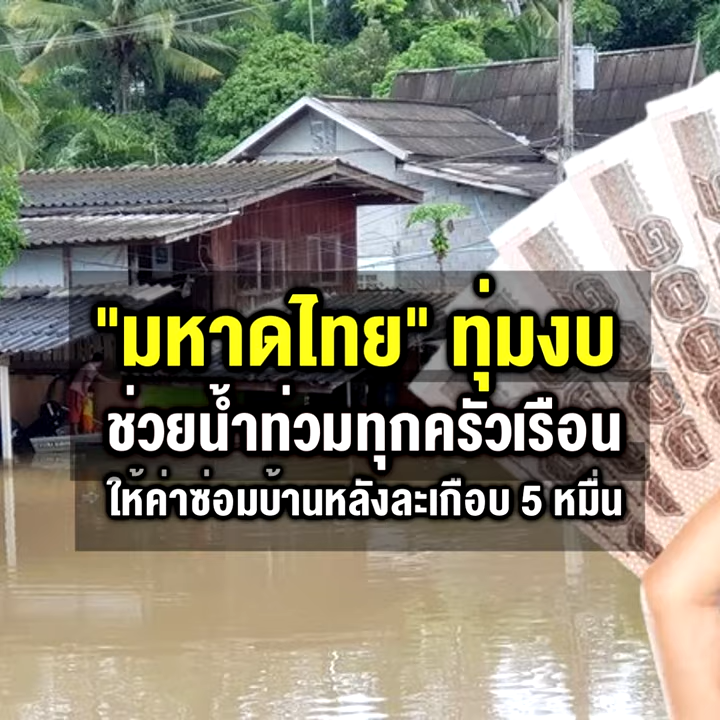 "มหาดไทย" ทุ่มงบ
ช่วยน้ำท่วมทุกครัวเรือน
ให้ค่าซ่อมบ้านหลังละเกือบ 5 หมื่น